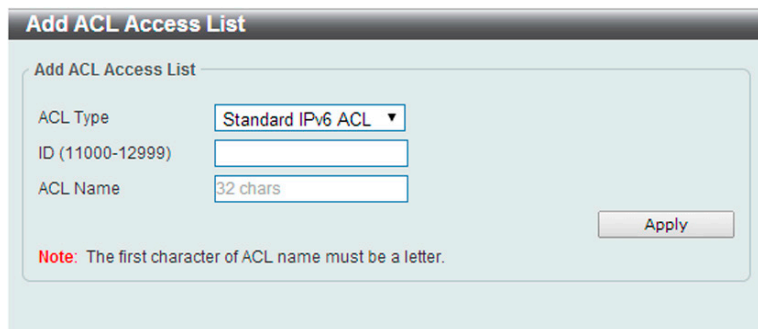 Add ACL Access List
Add ACL Access List
ACL Type
Standard IPv6 ACL
ID (11000-12999)
ACL Name
32 chars
Apply
Note: The first character of ACL name must be a letter.